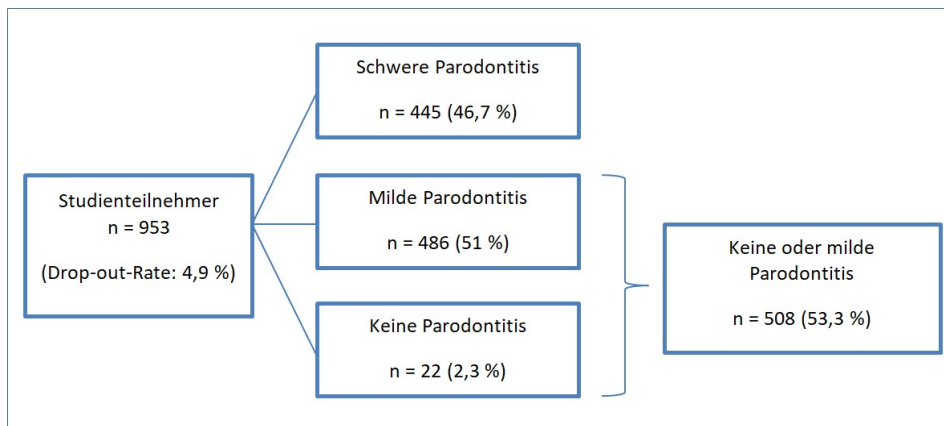 Schwere Parodontitis
n = 445 (46,7 %)
Studienteilnehmer
n = 953
(Drop-out-Rate: 4,9 %)
Milde Parodontitis
n = 486 (51 %)
Keine Parodontitis
n = 22 (2,3 %)
Keine oder milde
Parodontitis
n = 508 (53,3 %)